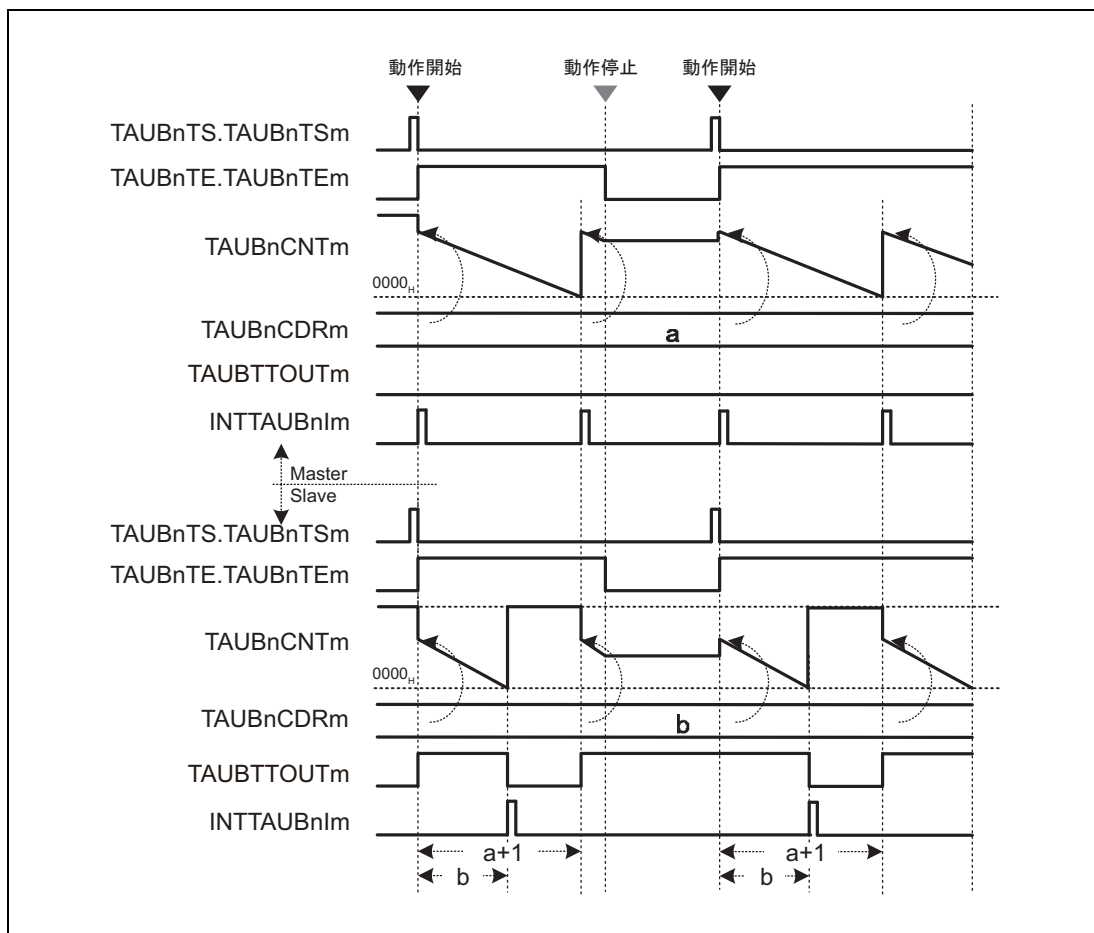 動作開始 動作停止 動作開始
TAUBnTS.TAUBnTSm
TAUBnTE.TAUBnTEm
TAUBnCNTm
0000H
TAUBnCDRm
a
TAUBTTOUTm
INTTAUBnIm
Master
Slave
TAUBnTS.TAUBnTSm
TAUBnTE.TAUBnTEm
TAUBnCNTm
0000H
TAUBnCDRm
b
TAUBTTOUTm
INTTAUBnIm
a+1 a+1
b b